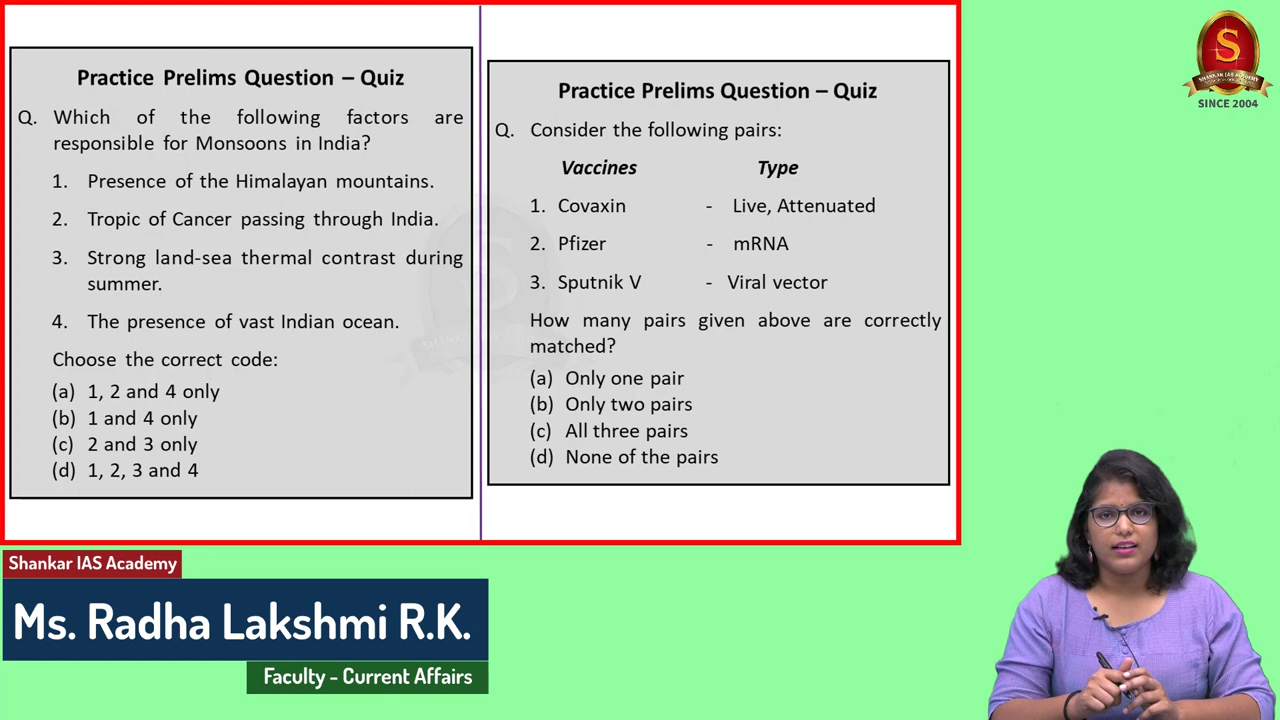 Practice Prelims Question – Quiz
Q. Which of the following factors are
responsible for Monsoons in India?
1. Presence of the Himalayan mountains.
2. Tropic of Cancer passing through India.
3. Strong land-sea thermal contrast during
summer.
4. The presence of vast Indian ocean.
Choose the correct code:
(a) 1, 2 and 4 only
(b) 1 and 4 only
(c) 2 and 3 only
(d) 1, 2, 3 and 4
Practice Prelims Question – Quiz
Q. Consider the following pairs:
Vaccines Type
1. Covaxin - Live, Attenuated
2. Pfizer - mRNA
3. Sputnik V - Viral vector
How many pairs given above are correctly
matched?
(a) Only one pair
(b) Only two pairs
(c) All three pairs
(d) None of the pairs
S
SHANKAR IAS ACADEMY
SINCE 2004
Shankar IAS Academy
Ms. Radha Lakshmi R.K.
Faculty - Current Affairs